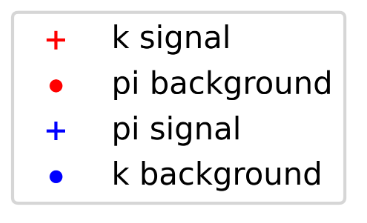 k signal
pi background
pi signal
k background